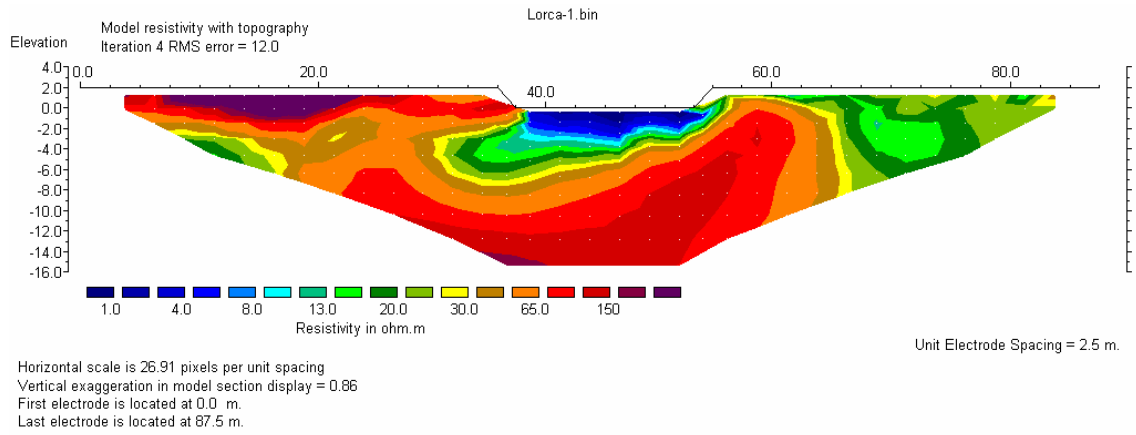 Lorca-1.bin
Model resistivity with topography
Elevation
Iteration 4 RMS error = 12.0
4.0 0.0 20.0 40.0 60.0 80.0
2.0
0.0
-2.0
-4.0
-6.0
-8.0
-10.0
-12.0
-14.0
-16.0
1.0 4.0 8.0 13.0 20.0 30.0 65.0 150
Resistivity in ohm.m
Unit Electrode Spacing = 2.5 m.
Horizontal scale is 26.91 pixels per unit spacing
Vertical exaggeration in model section display = 0.86
First electrode is located at 0.0 m.
Last electrode is located at 87.5 m.